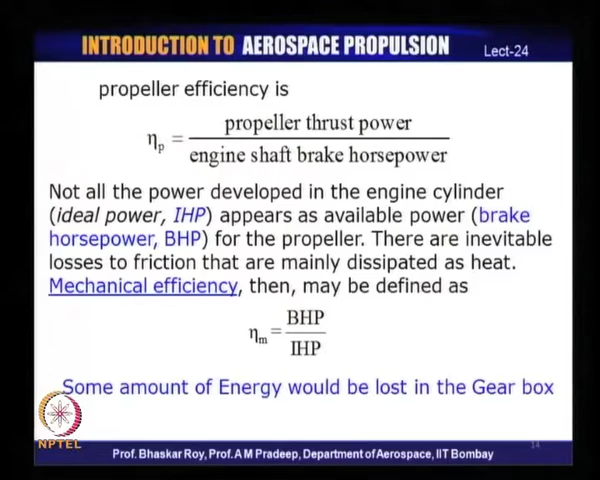 INTRODUCTION TO AEROSPACE PROPULSION Lect-24
propeller efficiency is
ηp = propeller thrust power
engine shaft brake horsepower
Not all the power developed in the engine cylinder
(ideal power, IHP) appears as available power (brake
horsepower, BHP) for the propeller. There are inevitable
losses to friction that are mainly dissipated as heat.
Mechanical efficiency, then, may be defined as
ηm = BHP
IHP
Some amount of Energy would be lost in the Gear box
NPTEL
14
Prof. Bhaskar Roy, Prof. A M Pradeep, Department of Aerospace, IIT Bombay